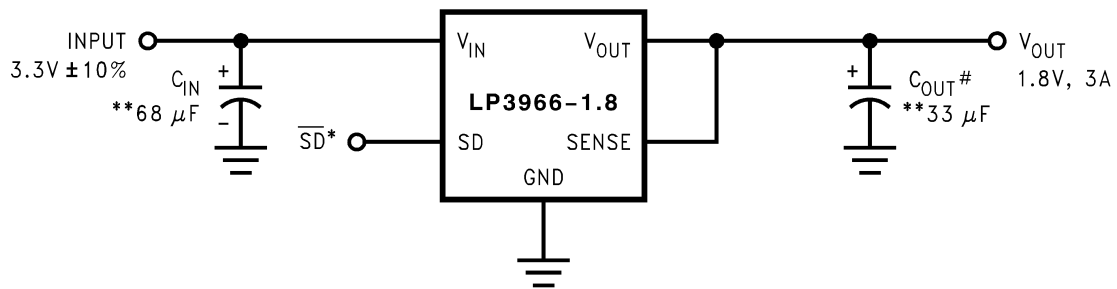 INPUT
3.3V ±10%
+
C_IN
**68 μF
-
V_IN
V_OUT
LP3966-1.8
S̅D̅*
SD
SENSE
GND
+
C_OUT#
**33 μF
V_OUT
1.8V, 3A